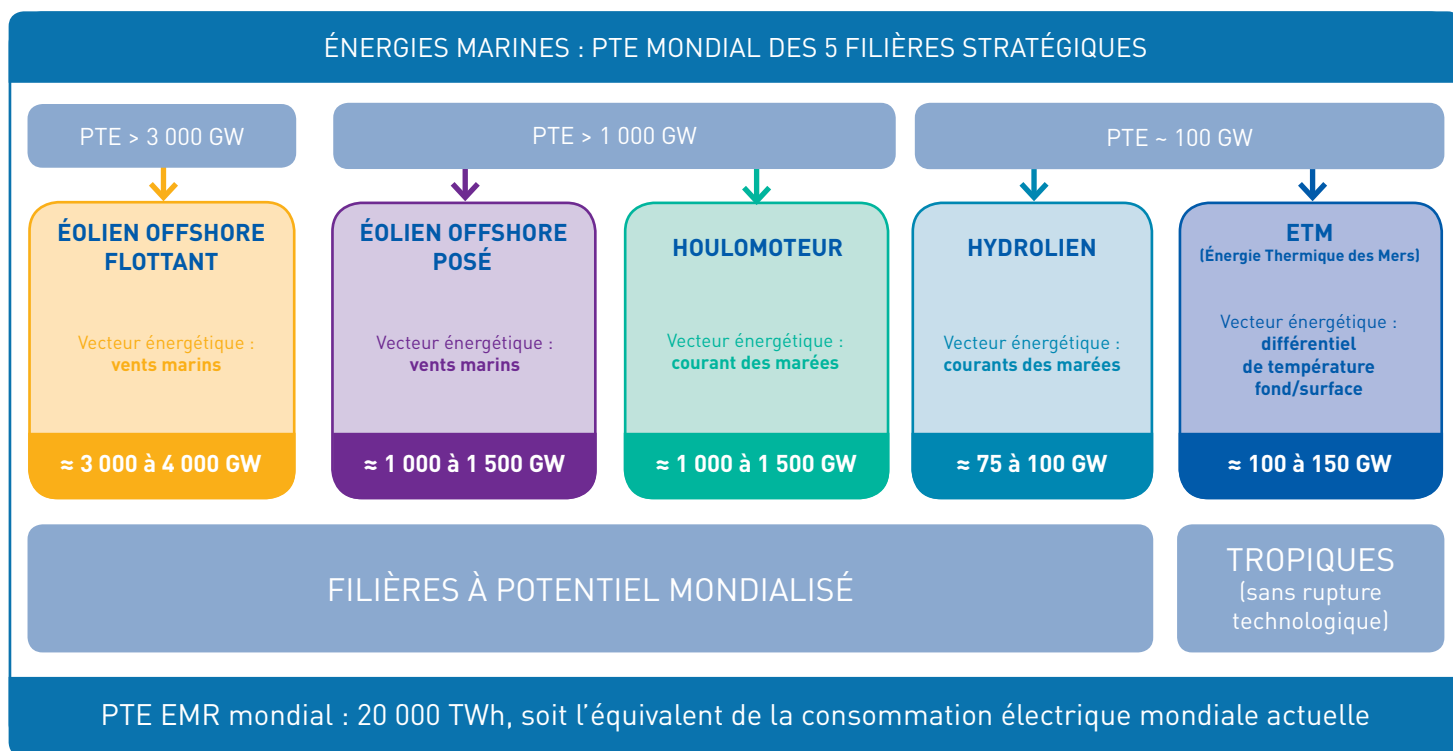 ÉNERGIES MARINES : PTE MONDIAL DES 5 FILIÈRES STRATÉGIQUES
PTE > 3 000 GW
PTE > 1 000 GW
PTE ~ 100 GW
ÉOLIEN OFFSHORE
FLOTTANT
Vecteur énergétique :
vents marins
≈ 3 000 à 4 000 GW
ÉOLIEN OFFSHORE
POSÉ
Vecteur énergétique :
vents marins
≈ 1 000 à 1 500 GW
HOULOMOTEUR
Vecteur énergétique :
courant des marées
≈ 1 000 à 1 500 GW
HYDROLIEN
Vecteur énergétique :
courants des marées
≈ 75 à 100 GW
ETM
(Énergie Thermique des Mers)
Vecteur énergétique :
différentiel
de température
fond/surface
≈ 100 à 150 GW
FILIÈRES À POTENTIEL MONDIALISÉ
TROPIQUES
(sans rupture
technologique)
PTE EMR mondial : 20 000 TWh, soit l'équivalent de la consommation électrique mondiale actuelle